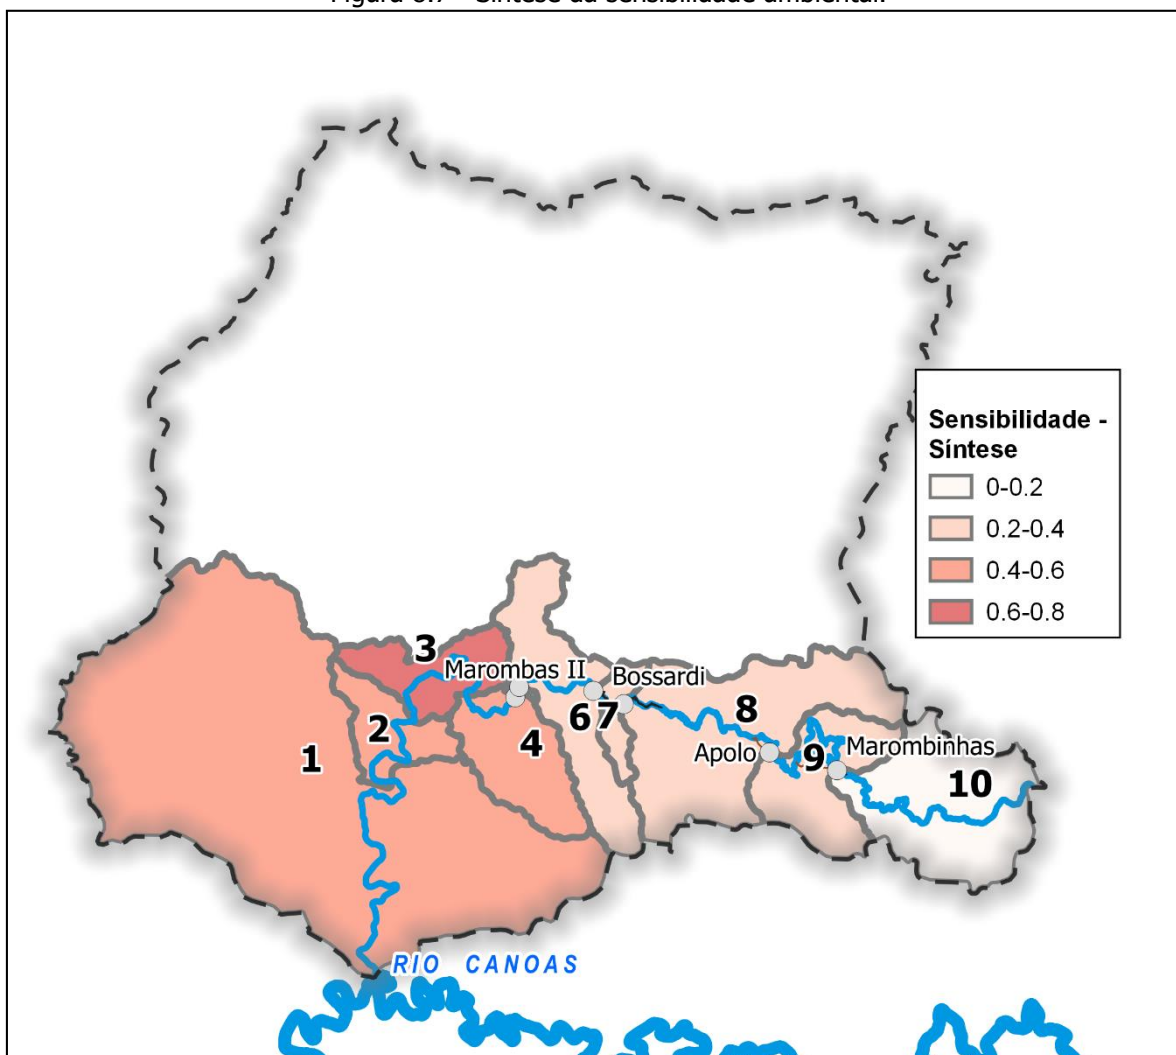 Figura 6.7 - Síntese da sensibilidade ambiental.
Sensibilidade -
Síntese
0-0.2
0.2-0.4
0.4-0.6
0.6-0.8
3
Marombas II
Bossardi
2
6
7
8
1
4
Apolo
9
Marombinhas
10
RIO CANOAS